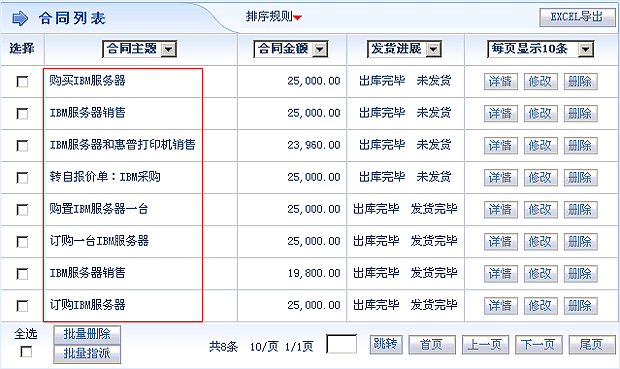 合同列表 排序规则 EXCEL导出
选择 合同主题 合同金额 发货进展 每页显示10条
购买IBM服务器 25,000.00 出库完毕 未发货 详情 修改 删除
IBM服务器销售 25,000.00 出库完毕 未发货 详情 修改 删除
IBM服务器和惠普打印机销售 23,960.00 出库完毕 未发货 详情 修改 删除
转自报价单：IBM采购 25,000.00 出库完毕 未发货 详情 修改 删除
购置IBM服务器一台 25,000.00 出库完毕 发货完毕 详情 修改 删除
订购一台IBM服务器 25,000.00 出库完毕 发货完毕 详情 修改 删除
IBM服务器销售 19,800.00 出库完毕 发货完毕 详情 修改 删除
订购IBM服务器 25,000.00 出库完毕 发货完毕 详情 修改 删除
全选 批量删除
批量指派
共8条 10/页 1/1页 跳转 首页 上一页 下一页 尾页